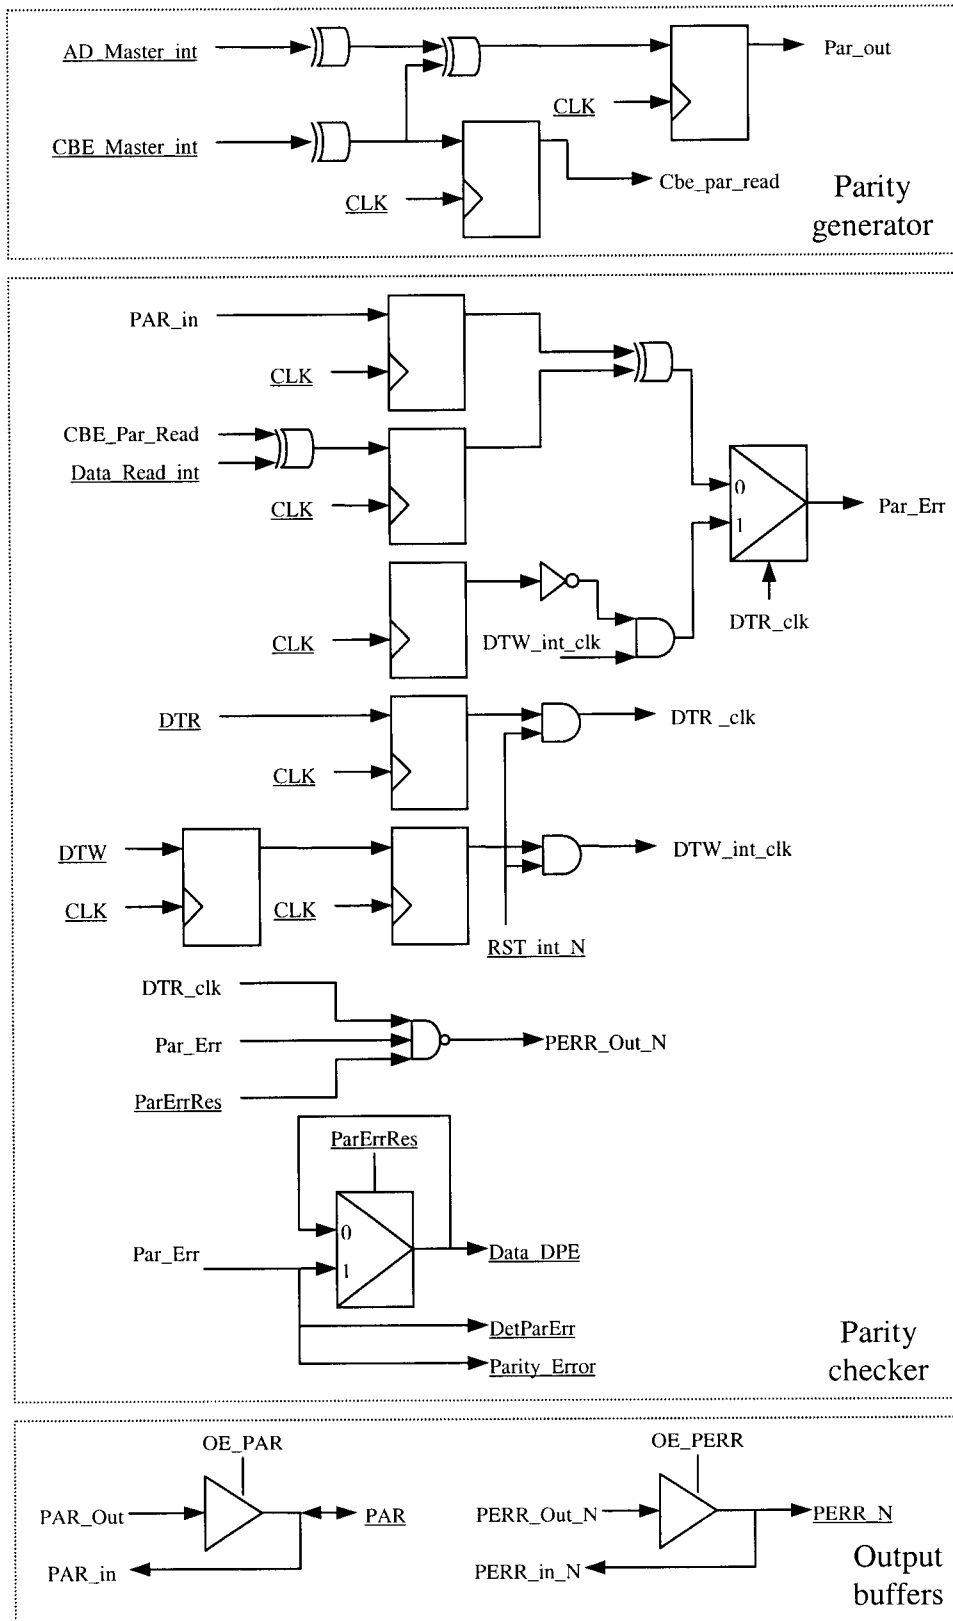 AD_Master_int
Par_out
CLK
CBE_Master_int
CLK
Cbe_par_read
Parity
generator
PAR_in
CLK
CBE_Par_Read
Data_Read_int
CLK
0
1
Par_Err
DTR_clk
CLK
DTW_int_clk
DTR
DTR _clk
CLK
DTW
DTW_int_clk
CLK
CLK
RST_int_N
DTR_clk
Par_Err
PERR_Out_N
ParErrRes
ParErrRes
0
Par_Err
1
Data_DPE
DetParErr
Parity_Error
Parity
checker
OE_PAR
OE_PERR
PAR_Out
PAR
PERR_Out_N
PERR_N
PAR_in
PERR_in_N
Output
buffers